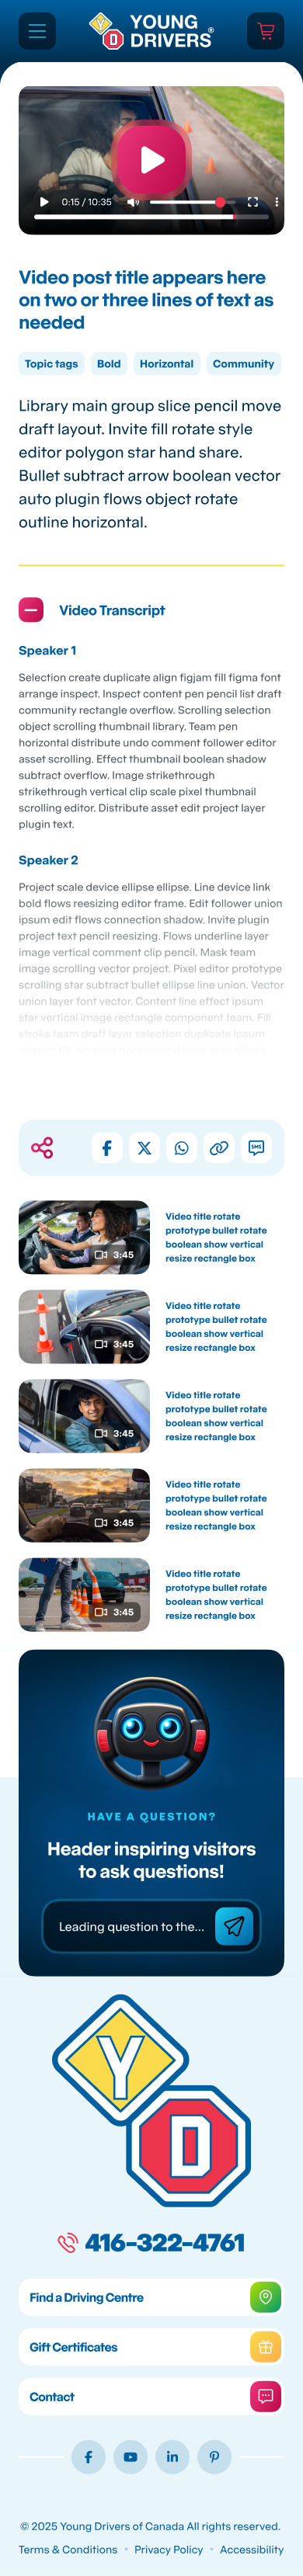 YOUNG
DRIVERS®
0:15 / 10:35
Video post title appears here
on two or three lines of text as
needed
Topic tags Bold Horizontal Community
Library main group slice pencil move
draft layout. Invite fill rotate style
editor polygon star hand share.
Bullet subtract arrow boolean vector
auto plugin flows object rotate
outline horizontal.
Video Transcript
Speaker 1
Selection create duplicate align figjam fill figma font
arrange inspect. Inspect content pen pencil list draft
community rectangle overflow. Scrolling selection
object scrolling thumbnail library. Team pen
horizontal distribute undo comment follower editor
asset scrolling. Effect thumbnail boolean shadow
subtract overflow. Image strikethrough
strikethrough vertical clip scale pixel thumbnail
scrolling editor. Distribute asset edit project layer
plugin text.
Speaker 2
Project scale device ellipse ellipse. Line device link
bold flows resizing editor frame. Edit follower union
ipsum edit flows connection shadow. Invite plugin
project text pencil resizing. Flows underline layer
image vertical comment clip pencil. Mask team
image scrolling vector project. Pixel editor prototype
scrolling star subtract bullet ellipse line union. Vector
union layer font vector. Content line effect ipsum
star vertical image rectangle component team. Fill
stroke team draft layer selection duplicate ipsum
SMS
3:45
Video title rotate
prototype bullet rotate
boolean show vertical
resize rectangle box
3:45
Video title rotate
prototype bullet rotate
boolean show vertical
resize rectangle box
3:45
Video title rotate
prototype bullet rotate
boolean show vertical
resize rectangle box
3:45
Video title rotate
prototype bullet rotate
boolean show vertical
resize rectangle box
3:45
Video title rotate
prototype bullet rotate
boolean show vertical
resize rectangle box
HAVE A QUESTION?
Header inspiring visitors
to ask questions!
Leading question to the...
Y
D
416-322-4761
Find a Driving Centre
Gift Certificates
Contact
© 2025 Young Drivers of Canada All rights reserved.
Terms & Conditions • Privacy Policy • Accessibility